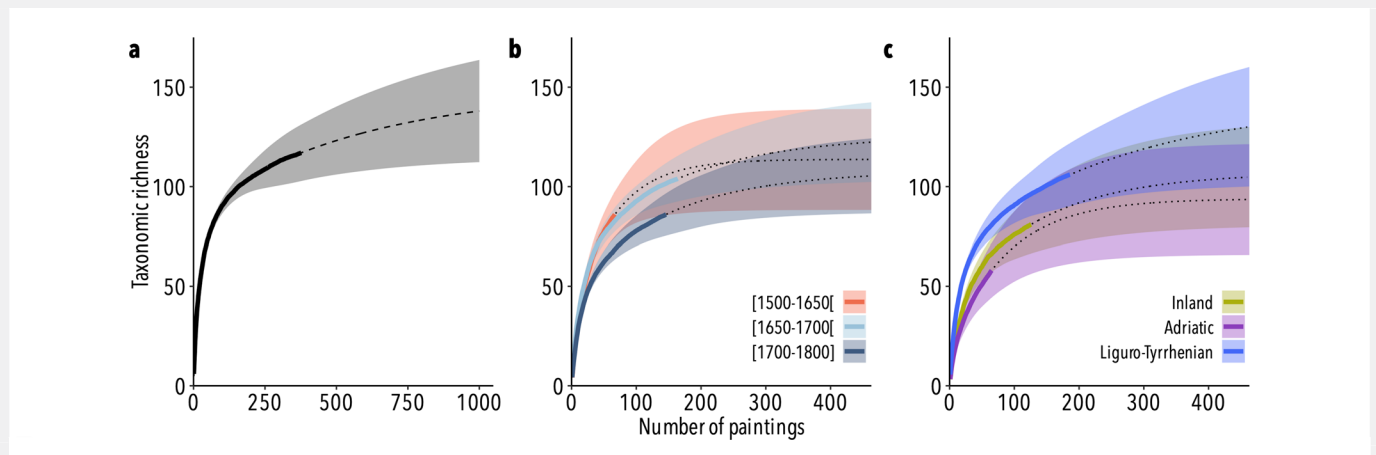 a
b
c
Taxonomic richness
150
100
50
0
0 250 500 750 1000
150
100
50
0
0 100 200 300 400
[1500-1650[
[1650-1700[
[1700-1800]
Number of paintings
150
100
50
0
0 100 200 300 400
Inland
Adriatic
Liguro-Tyrrhenian